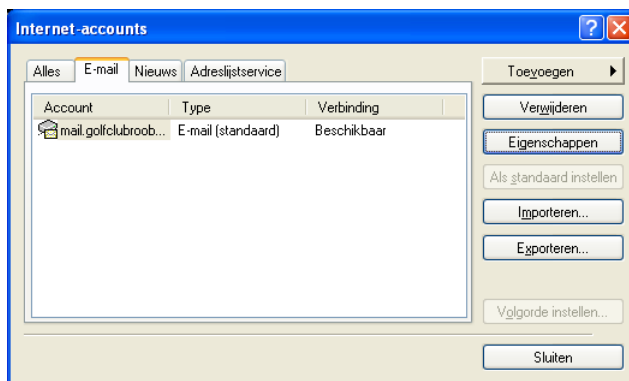 Internet-accounts
Alles E-mail Nieuws Adreslijstservice
Account Type Verbinding
mail.golfclubroob... E-mail (standaard) Beschikbaar
Toevoegen
Verwijderen
Eigenschappen
Als standaard instellen
Importeren...
Exporteren...
Volgorde instellen...
Sluiten